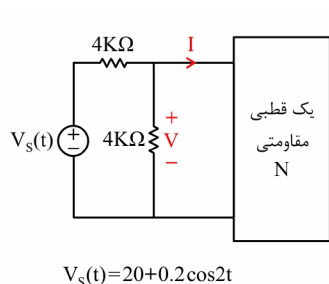 4KΩ
I
V_S(t)
+
−
4KΩ
+
V
−
یک قطبی
مقاومتی
N
V_S(t)=20+0.2cos2t